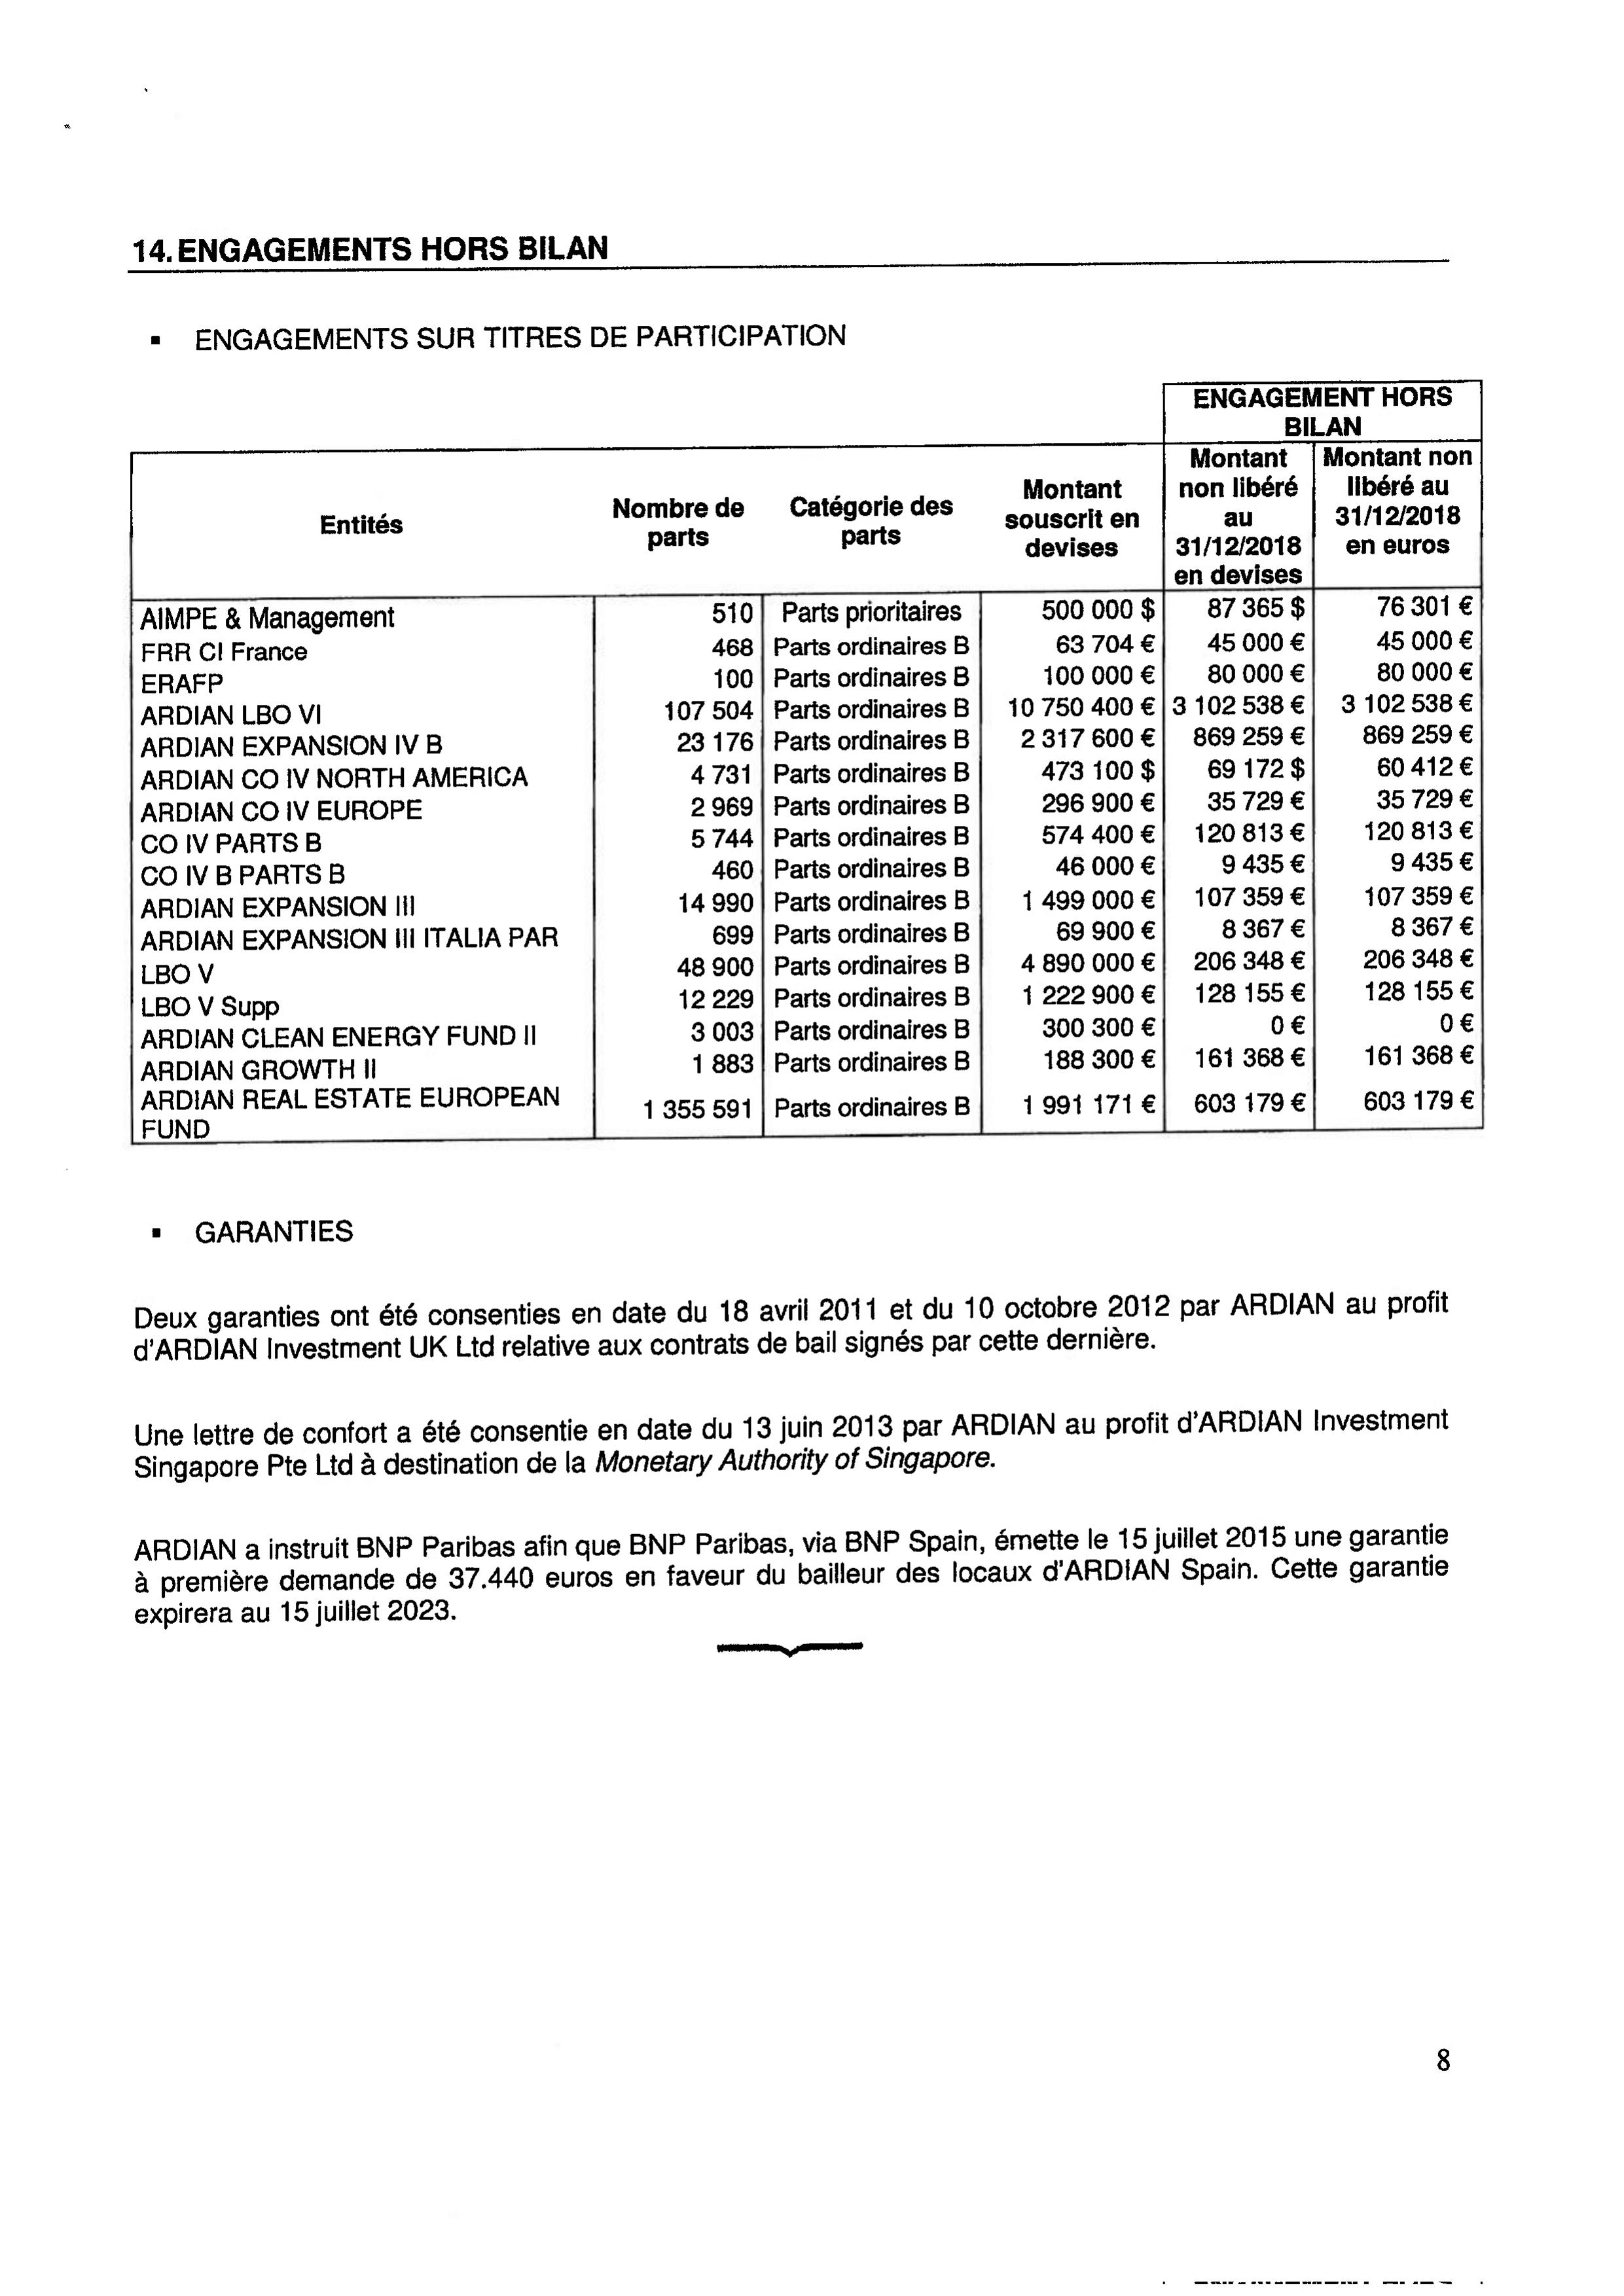 14. ENGAGEMENTS HORS BILAN
▪ ENGAGEMENTS SUR TITRES DE PARTICIPATION
ENGAGEMENT HORS
BILAN
Entités
Nombre de
parts
Catégorie des
parts
Montant
souscrit en
devises
Montant
non libéré
au
31/12/2018
en devises
Montant non
libéré au
31/12/2018
en euros
AIMPE & Management 510 Parts prioritaires 500 000 $ 87 365 $ 76 301 €
FRR CI France 468 Parts ordinaires B 63 704 € 45 000 € 45 000 €
ERAFP 100 Parts ordinaires B 100 000 € 80 000 € 80 000 €
ARDIAN LBO VI 107 504 Parts ordinaires B 10 750 400 € 3 102 538 € 3 102 538 €
ARDIAN EXPANSION IV B 23 176 Parts ordinaires B 2 317 600 € 869 259 € 869 259 €
ARDIAN CO IV NORTH AMERICA 4 731 Parts ordinaires B 473 100 $ 69 172 $ 60 412 €
ARDIAN CO IV EUROPE 2 969 Parts ordinaires B 296 900 € 35 729 € 35 729 €
CO IV PARTS B 5 744 Parts ordinaires B 574 400 € 120 813 € 120 813 €
CO IV B PARTS B 460 Parts ordinaires B 46 000 € 9 435 € 9 435 €
ARDIAN EXPANSION III 14 990 Parts ordinaires B 1 499 000 € 107 359 € 107 359 €
ARDIAN EXPANSION III ITALIA PAR 699 Parts ordinaires B 69 900 € 8 367 € 8 367 €
LBO V 48 900 Parts ordinaires B 4 890 000 € 206 348 € 206 348 €
LBO V Supp 12 229 Parts ordinaires B 1 222 900 € 128 155 € 128 155 €
ARDIAN CLEAN ENERGY FUND II 3 003 Parts ordinaires B 300 300 € 0 € 0 €
ARDIAN GROWTH II 1 883 Parts ordinaires B 188 300 € 161 368 € 161 368 €
ARDIAN REAL ESTATE EUROPEAN
FUND 1 355 591 Parts ordinaires B 1 991 171 € 603 179 € 603 179 €
▪ GARANTIES
Deux garanties ont été consenties en date du 18 avril 2011 et du 10 octobre 2012 par ARDIAN au profit
d'ARDIAN Investment UK Ltd relative aux contrats de bail signés par cette dernière.
Une lettre de confort a été consentie en date du 13 juin 2013 par ARDIAN au profit d'ARDIAN Investment
Singapore Pte Ltd à destination de la Monetary Authority of Singapore.
ARDIAN a instruit BNP Paribas afin que BNP Paribas, via BNP Spain, émette le 15 juillet 2015 une garantie
à première demande de 37.440 euros en faveur du bailleur des locaux d'ARDIAN Spain. Cette garantie
expirera au 15 juillet 2023.
8